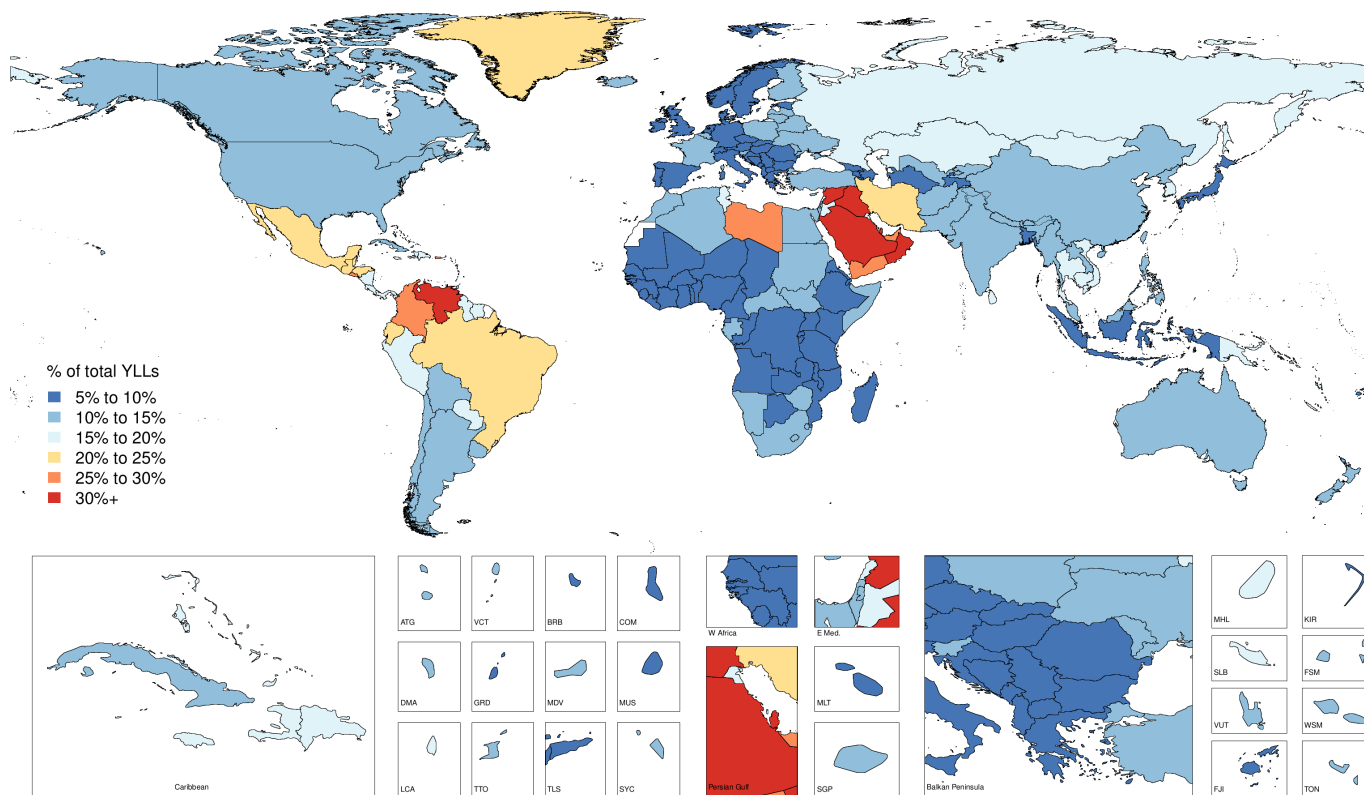 % of total YLLs
5% to 10%
10% to 15%
15% to 20%
20% to 25%
25% to 30%
30%+
Caribbean
ATG
VCT
BRB
COM
DMA
GRD
MDV
MUS
LCA
TTO
TLS
SYC
W Africa
E Med.
Persian Gulf
MLT
SGP
Balkan Peninsula
MHL
KIR
SLB
FSM
VUT
WSM
FJI
TON